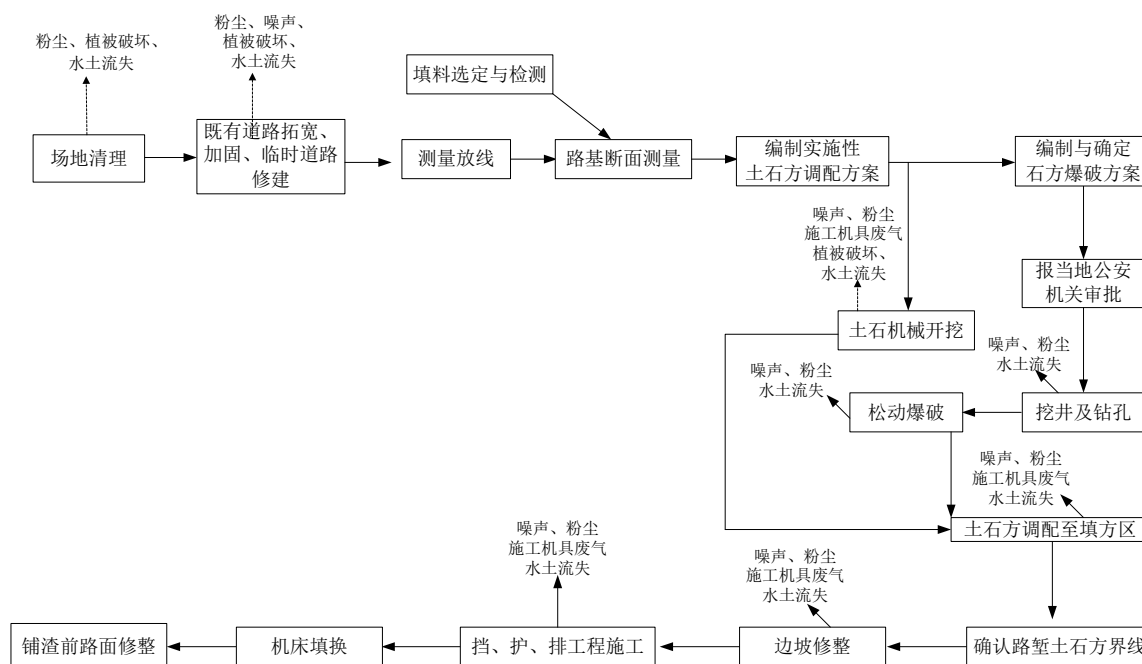 粉尘、植被破坏、
水土流失
粉尘、噪声、
植被破坏、
水土流失
填料选定与检测
场地清理
既有道路拓宽、
加固、临时道路
修建
测量放线
路基断面测量
编制实施性
土石方调配方案
编制与确定
石方爆破方案
噪声、粉尘
施工机具废气
植被破坏、
水土流失
报当地公安
机关审批
土石机械开挖
噪声、粉尘
水土流失
噪声、粉尘
水土流失
松动爆破
挖井及钻孔
噪声、粉尘
施工机具废气
水土流失
土石方调配至填方区
噪声、粉尘
施工机具废气
水土流失
噪声、粉尘
施工机具废气
水土流失
铺渣前路面修整
机床填换
挡、护、排工程施工
边坡修整
确认路堑土石方界线